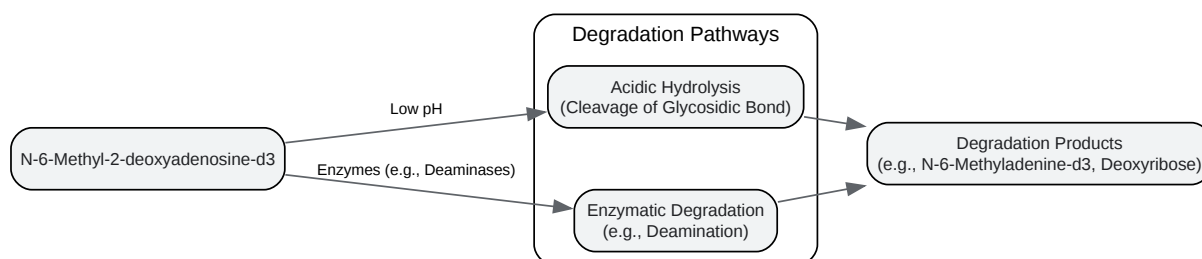 Degradation Pathways
Acidic Hydrolysis
(Cleavage of Glycosidic Bond)
Low pH
N-6-Methyl-2-deoxyadenosine-d3
Enzymes (e.g., Deaminases)
Enzymatic Degradation
(e.g., Deamination)
Degradation Products
(e.g., N-6-Methyladenine-d3, Deoxyribose)